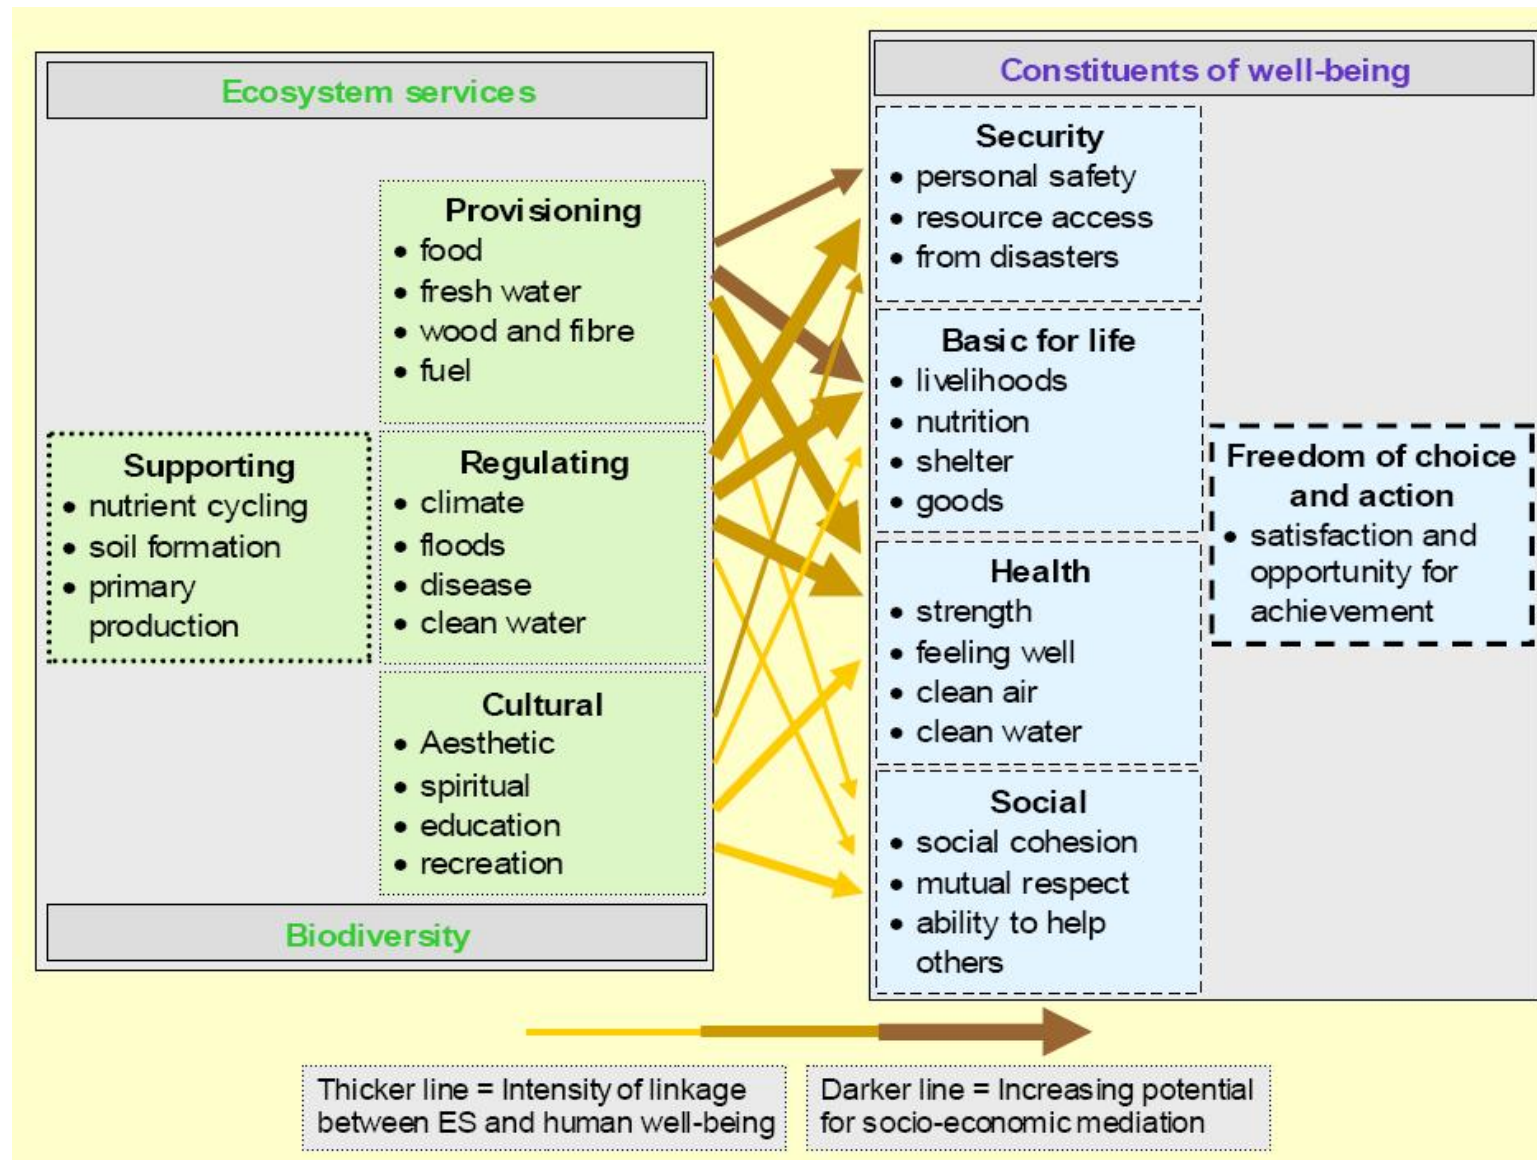 Ecosystem services
Provisioning
• food
• fresh water
• wood and fibre
• fuel
Supporting
• nutrient cycling
• soil formation
• primary
production
Regulating
• climate
• floods
• disease
• clean water
Cultural
• Aesthetic
• spiritual
• education
• recreation
Biodiversity
Constituents of well-being
Security
• personal safety
• resource access
• from disasters
Basic for life
• livelihoods
• nutrition
• shelter
• goods
Health
• strength
• feeling well
• clean air
• clean water
Social
• social cohesion
• mutual respect
• ability to help
others
Freedom of choice
and action
• satisfaction and
opportunity for
achievement
Thicker line = Intensity of linkage
between ES and human well-being
Darker line = Increasing potential
for socio-economic mediation